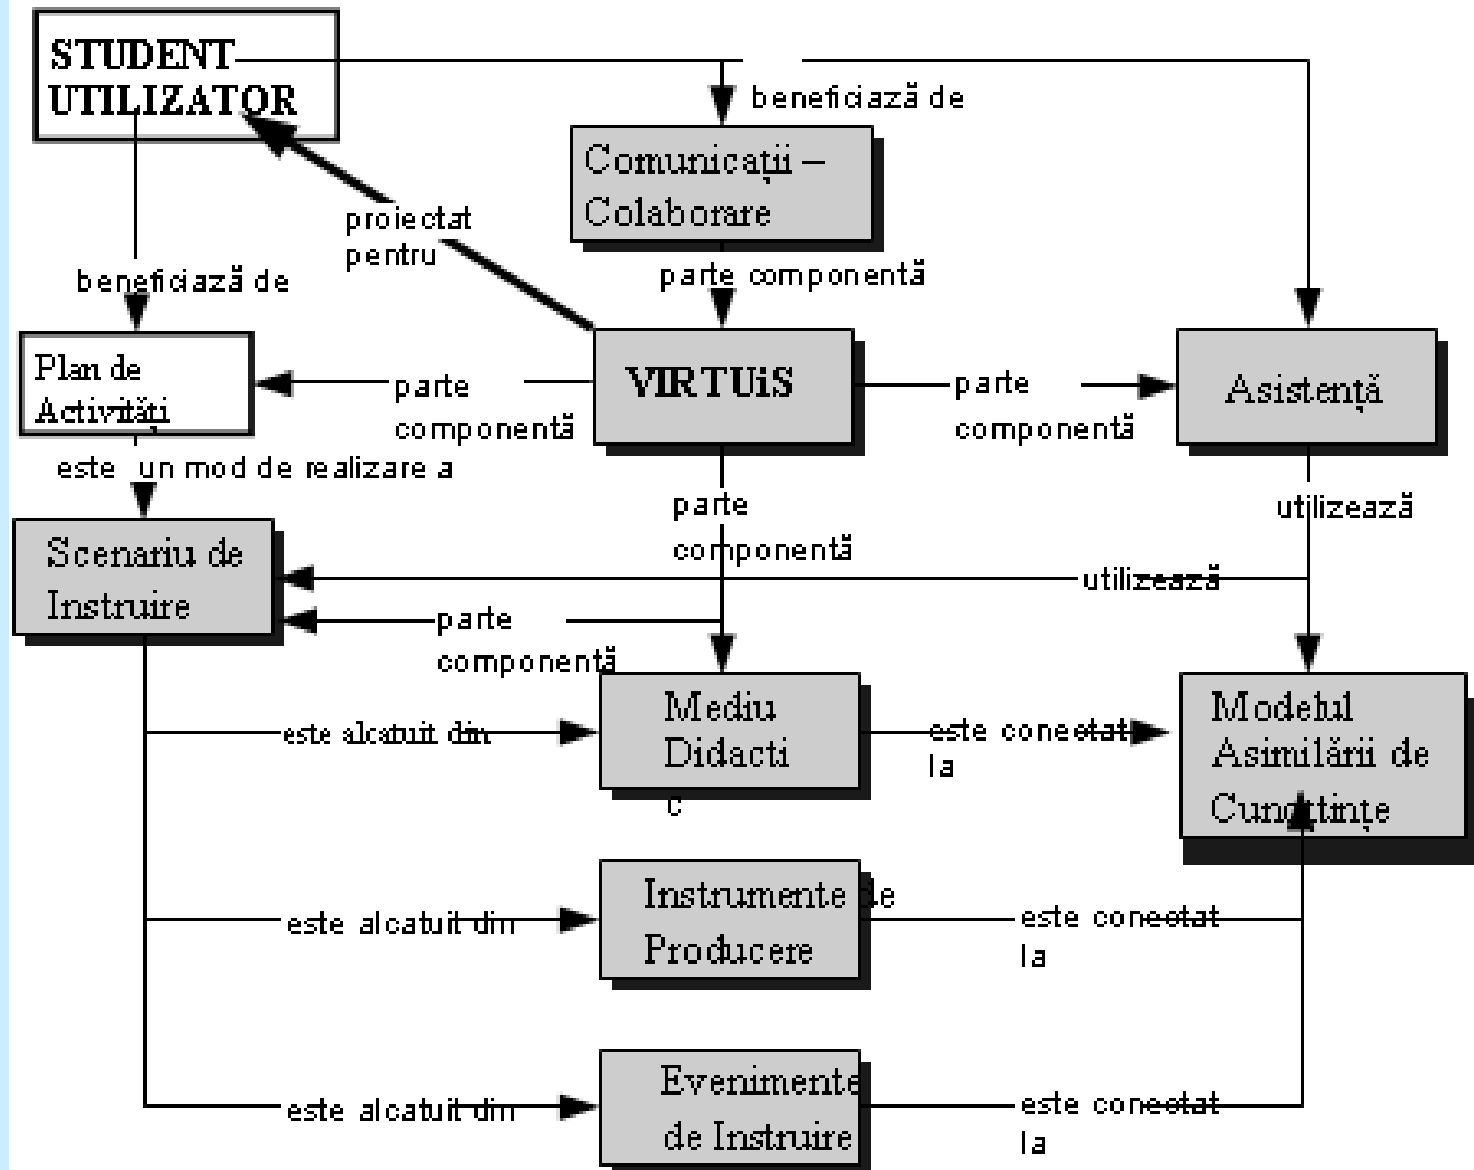 STUDENT
UTILIZATOR
beneficiază de
Comunicații –
Colaborare
proiectat
pentru
beneficiază de
parte componentă
Plan de
Activități
parte
componentă
VIRTUiS
parte
componentă
Asistență
este un mod de realizare a
parte
componentă
utilizează
Scenariu de
Instruire
utilizează
parte
componentă
este alcatuit din
Mediu
Didacti
c
este conectat
la
Modelul
Asimilării de
este alcatuit din
Instrumente de
Producere
este conectat
la
este alcatuit din
Evenimente
de Instruire
este conectat
la